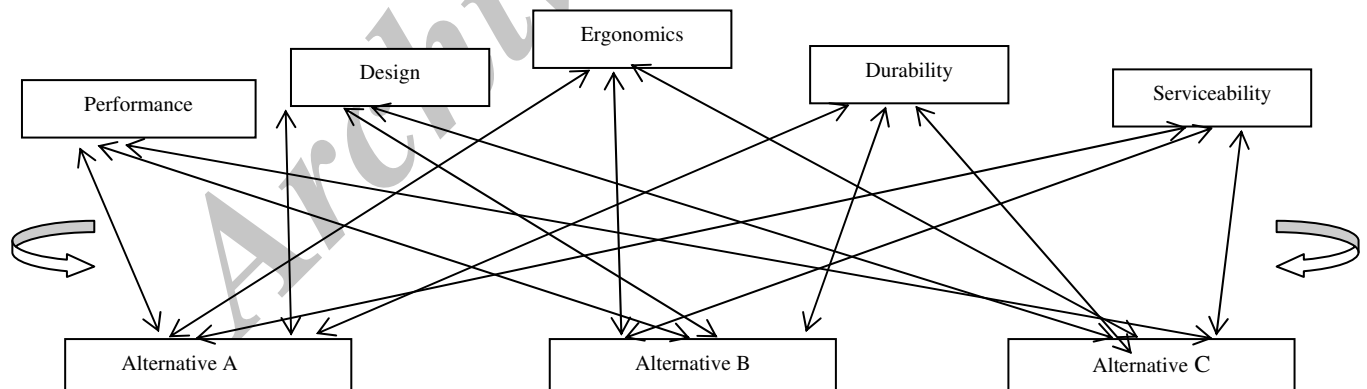 Ergonomics
Design
Durability
Performance
Serviceability
Alternative A
Alternative B
Alternative C